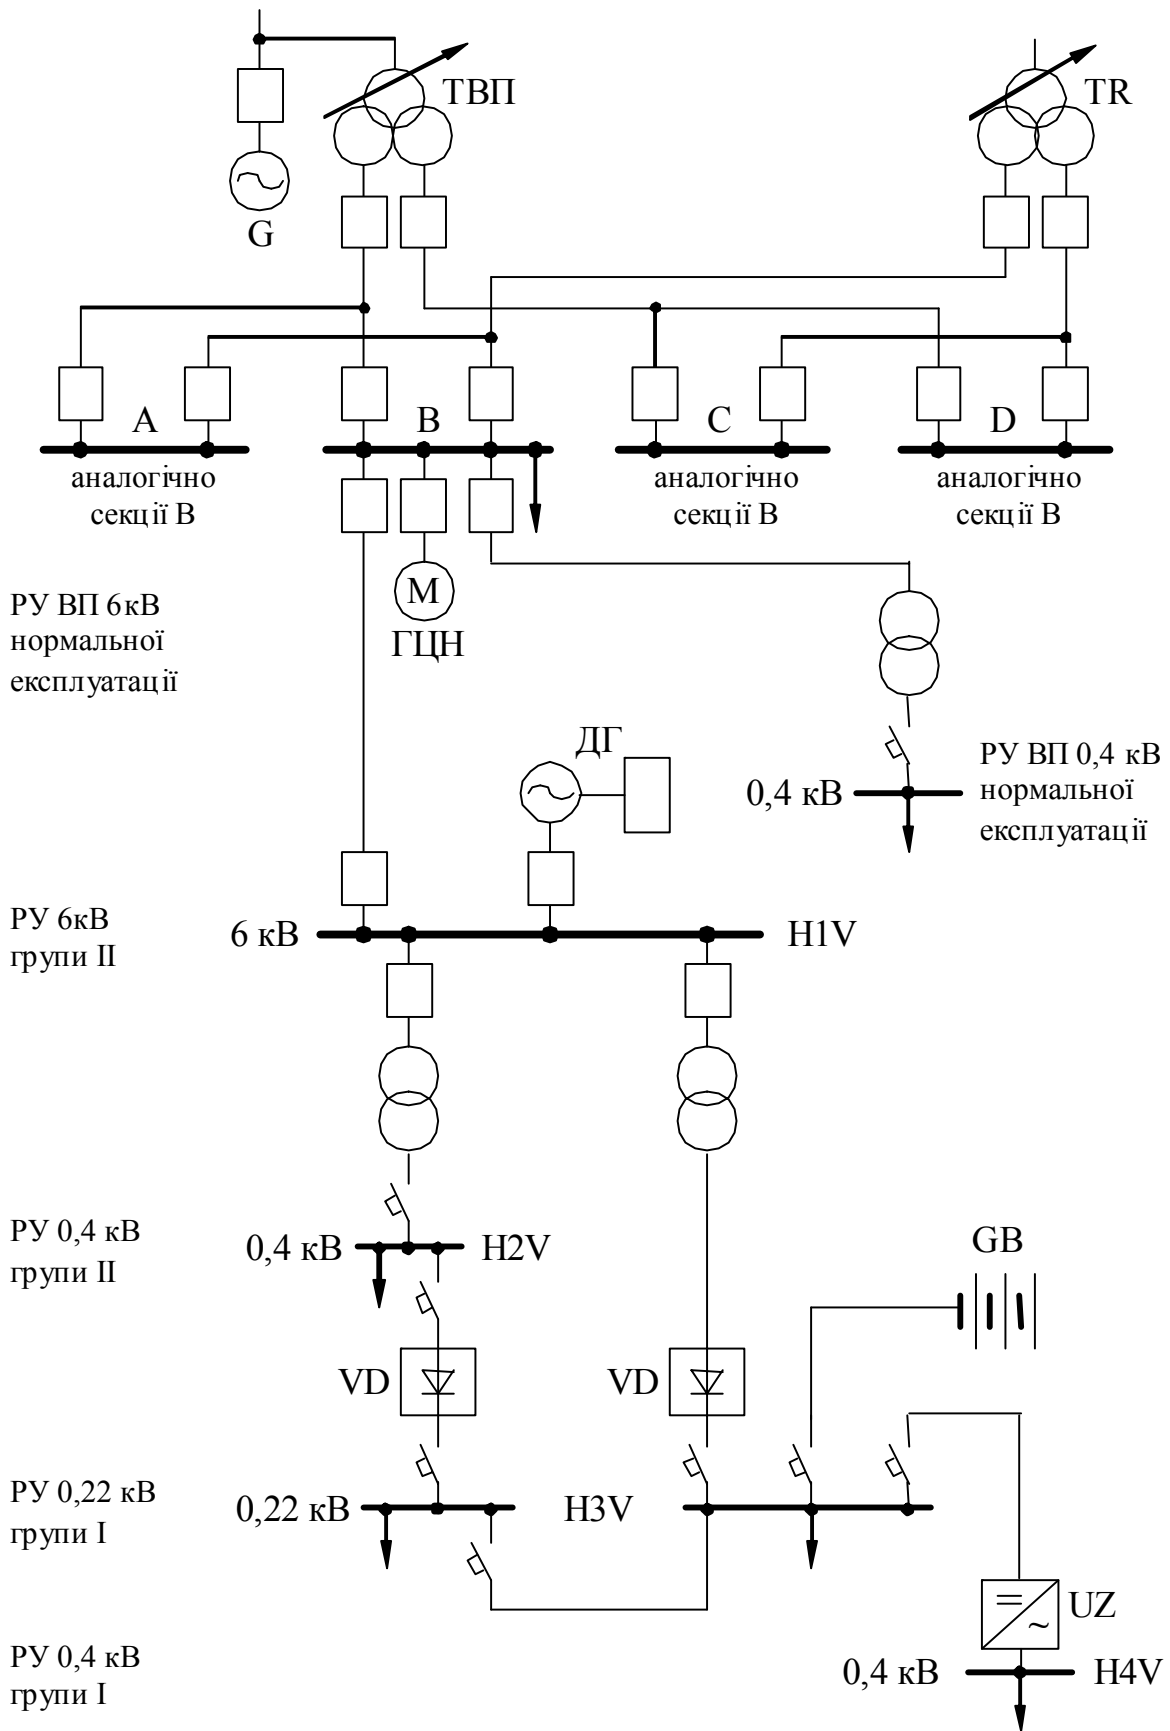 ТВП
TR
G
A
B
C
D
аналогічно
секції В
аналогічно
секції В
аналогічно
секції В
М
ГЦН
РУ ВП 6кВ
нормальної
експлуатації
ДГ
0,4 кВ
РУ ВП 0,4 кВ
нормальної
експлуатації
РУ 6кВ
групи II
6 кВ
H1V
РУ 0,4 кВ
групи II
0,4 кВ
H2V
GB
VD
VD
РУ 0,22 кВ
групи I
0,22 кВ
H3V
UZ
РУ 0,4 кВ
групи I
0,4 кВ
H4V